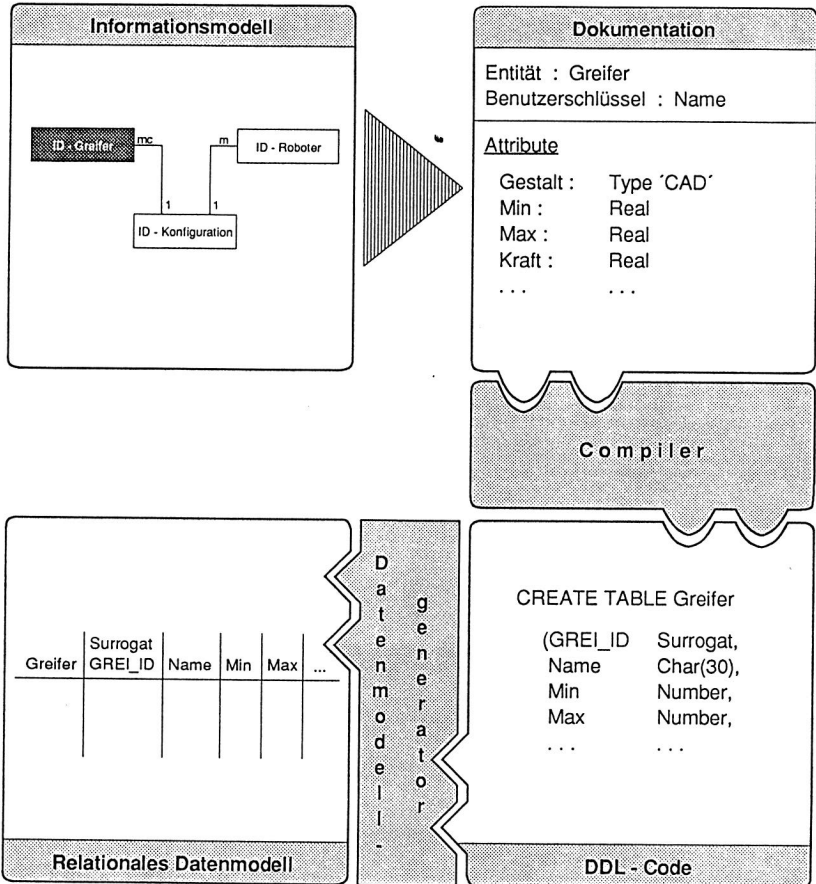 Informationsmodell
ID - Greifer
mc
m
ID - Roboter
1
1
ID - Konfiguration
Dokumentation
Entität : Greifer
Benutzerschlüssel : Name
Attribute
Gestalt : Type ´CAD´
Min : Real
Max : Real
Kraft : Real
. . . . . .
Compiler
CREATE TABLE Greifer
(GREI_ID Surrogat,
Name Char(30),
Min Number,
Max Number,
. . . . . .
DDL - Code
Datenmodell-
generator
Surrogat
Greifer GREI_ID Name Min Max ...
Relationales Datenmodell